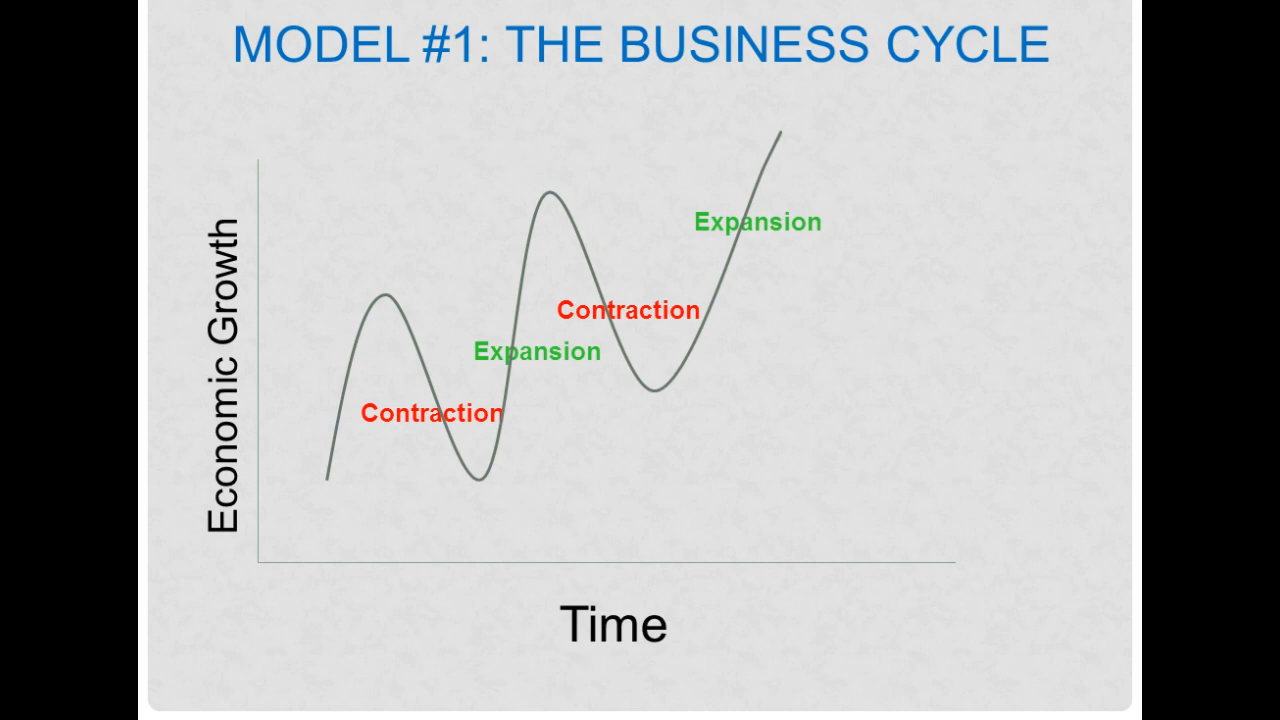 MODEL #1: THE BUSINESS CYCLE
Economic Growth
Expansion
Contraction
Expansion
Contraction
Time